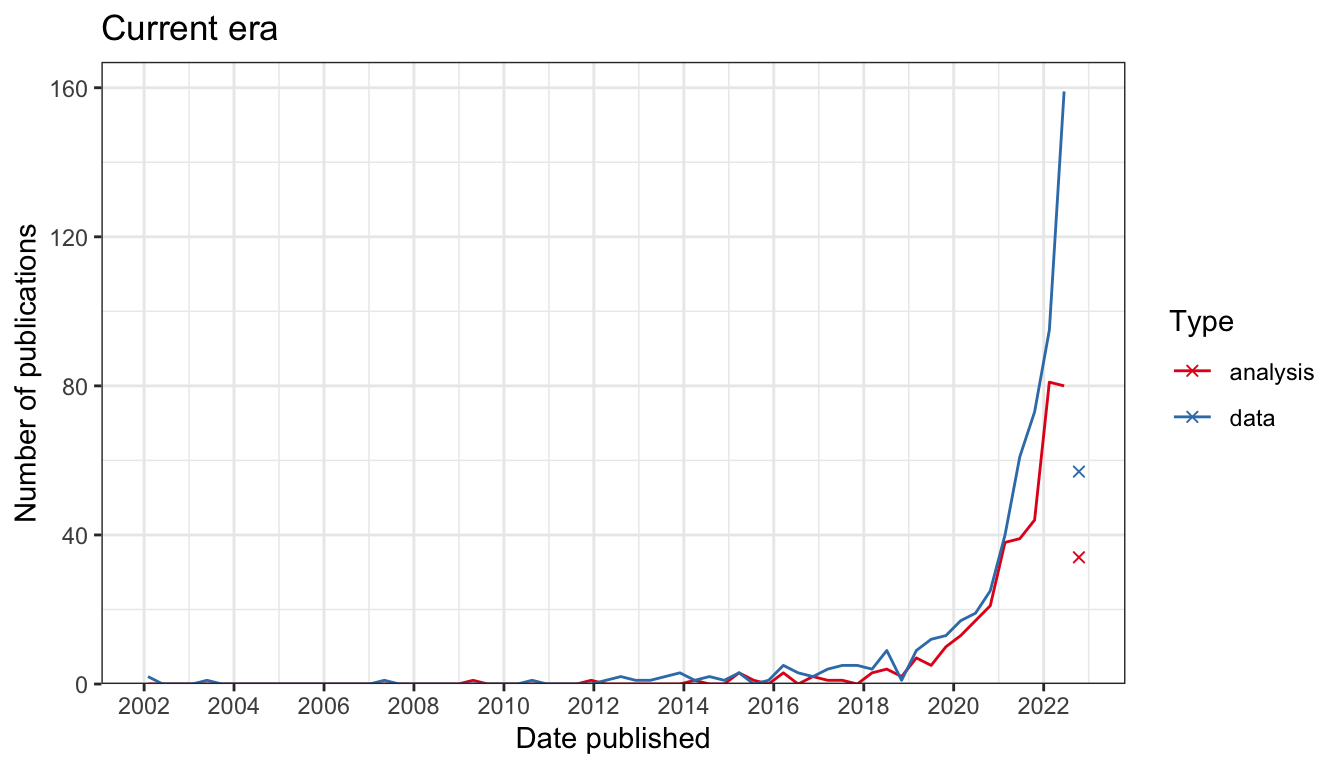 Current era
Number of publications
160
120
80
40
0
2002 2004 2006 2008 2010 2012 2014 2016 2018 2020 2022
Date published
Type
analysis
data